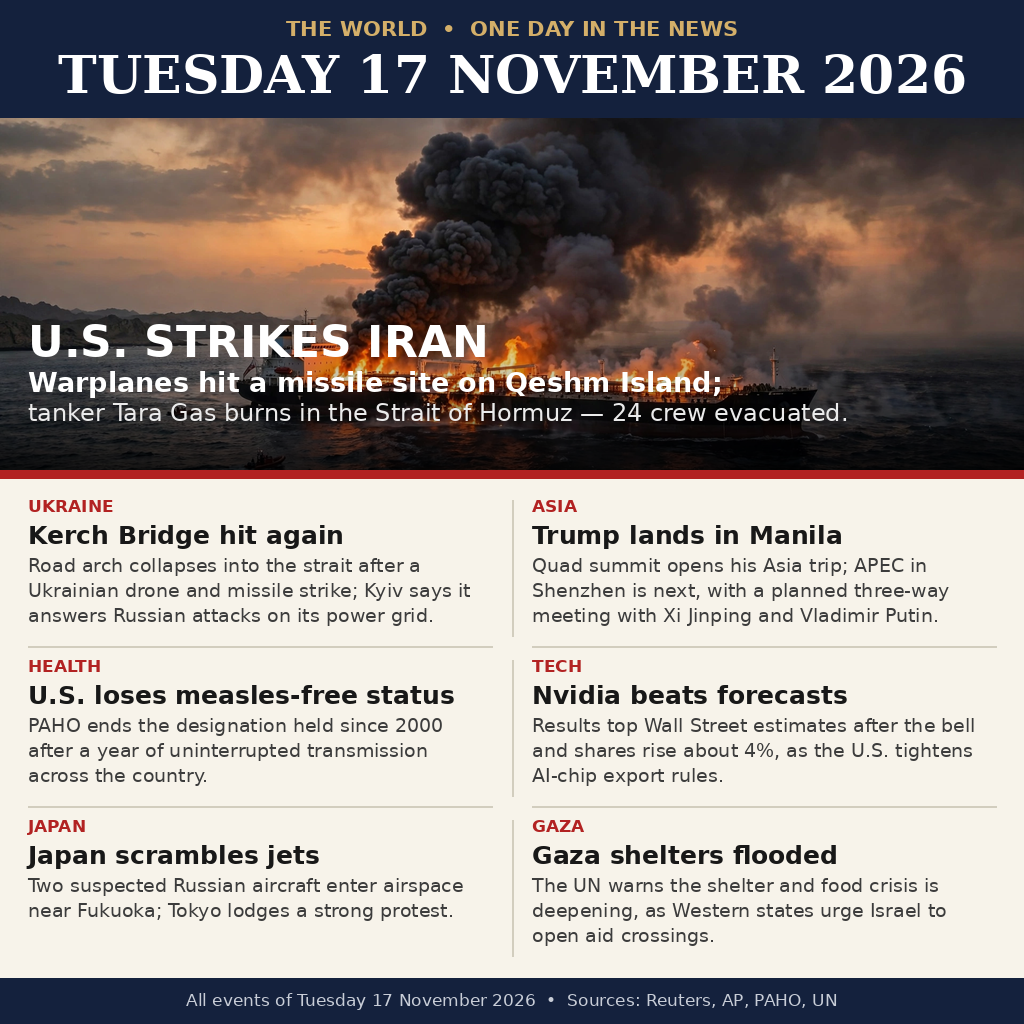 THE WORLD • ONE DAY IN THE NEWS
TUESDAY 17 NOVEMBER 2026
U.S. STRIKES IRAN
Warplanes hit a missile site on Qeshm Island;
tanker Tara Gas burns in the Strait of Hormuz — 24 crew evacuated.
UKRAINE
Kerch Bridge hit again
Road arch collapses into the strait after a
Ukrainian drone and missile strike; Kyiv says it
answers Russian attacks on its power grid.
ASIA
Trump lands in Manila
Quad summit opens his Asia trip; APEC in
Shenzhen is next, with a planned three-way
meeting with Xi Jinping and Vladimir Putin.
HEALTH
U.S. loses measles-free status
PAHO ends the designation held since 2000
after a year of uninterrupted transmission
across the country.
TECH
Nvidia beats forecasts
Results top Wall Street estimates after the bell
and shares rise about 4%, as the U.S. tightens
AI-chip export rules.
JAPAN
Japan scrambles jets
Two suspected Russian aircraft enter airspace
near Fukuoka; Tokyo lodges a strong protest.
GAZA
Gaza shelters flooded
The UN warns the shelter and food crisis is
deepening, as Western states urge Israel to
open aid crossings.
All events of Tuesday 17 November 2026 • Sources: Reuters, AP, PAHO, UN